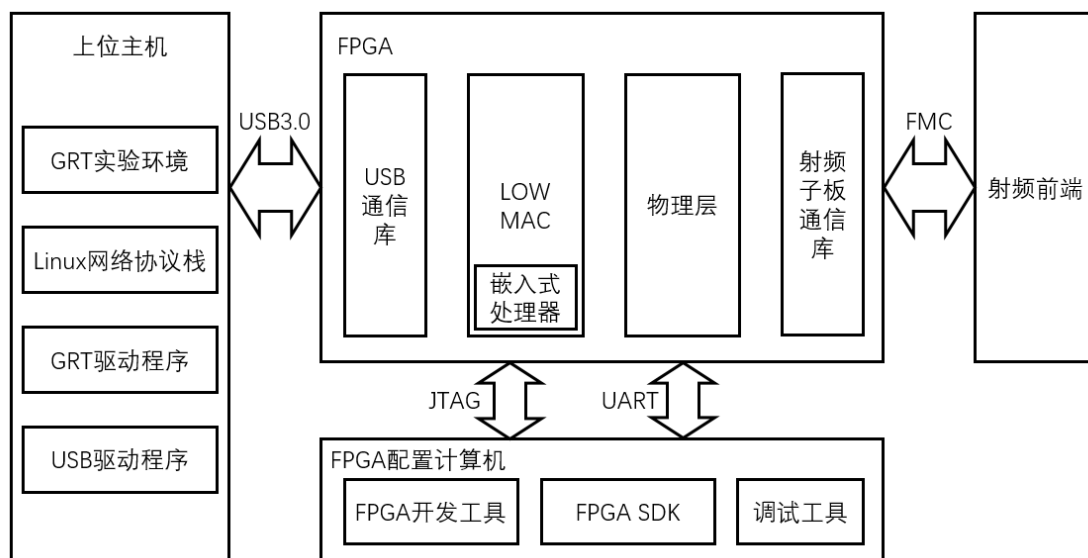 上位主机
GRT实验环境
Linux网络协议栈
GRT驱动程序
USB驱动程序
USB3.0
FPGA
USB
通信
库
LOW
MAC
嵌入式
处理器
物理层
射频
子板
通信
库
FMC
射频前端
JTAG
UART
FPGA配置计算机
FPGA开发工具
FPGA SDK
调试工具